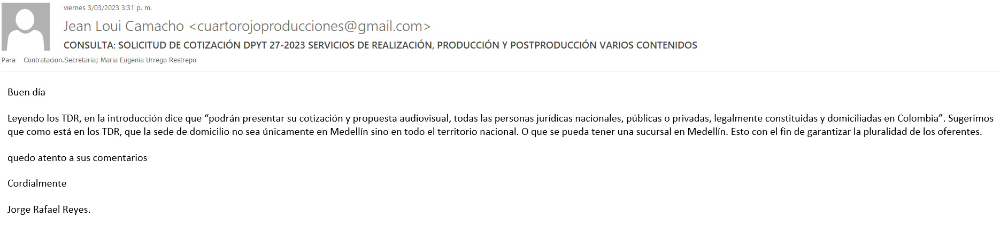 viernes 3/03/2023 3:31 p. m.
Jean Loui Camacho <cuartorojoproducciones@gmail.com>
CONSULTA: SOLICITUD DE COTIZACIÓN DPYT 27-2023 SERVICIOS DE REALIZACIÓN, PRODUCCIÓN Y POSTPRODUCCIÓN VARIOS CONTENIDOS
Para Contratacion.Secretaria; Maria Eugenia Urrego Restrepo
Buen día
Leyendo los TDR, en la introducción dice que “podrán presentar su cotización y propuesta audiovisual, todas las personas jurídicas nacionales, públicas o privadas, legalmente constituidas y domiciliadas en Colombia”. Sugerimos
que como está en los TDR, que la sede de domicilio no sea únicamente en Medellín sino en todo el territorio nacional. O que se pueda tener una sucursal en Medellín. Esto con el fin de garantizar la pluralidad de los oferentes.
quedo atento a sus comentarios
Cordialmente
Jorge Rafael Reyes.